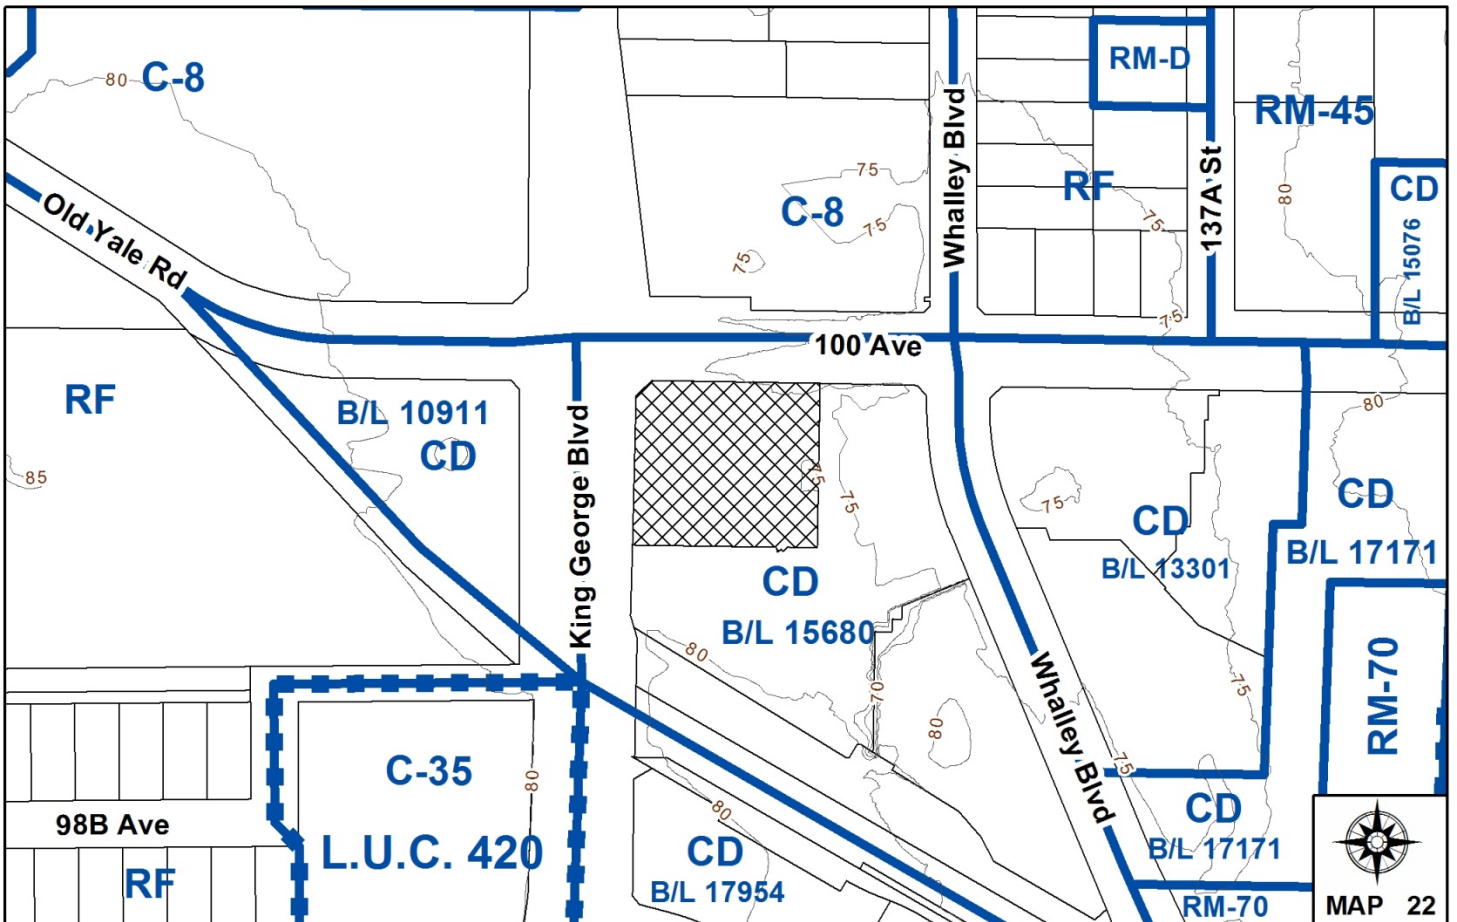 80
C-8
RM-D
RM-45
Whalley Blvd
137A St
75
C-8
75
75
RF
75
80
CD
B/L 15076
Old Yale Rd
75
100 Ave
RF
85
B/L 10911
CD
King George Blvd
75
75
80
75
CD
B/L 13301
CD
B/L 17171
CD
B/L 15680
80
70
80
Whalley Blvd
75
75
RM-70
C-35
80
L.U.C. 420
98B Ave
RF
80
CD
B/L 17954
CD
B/L 17171
RM-70
MAP 22